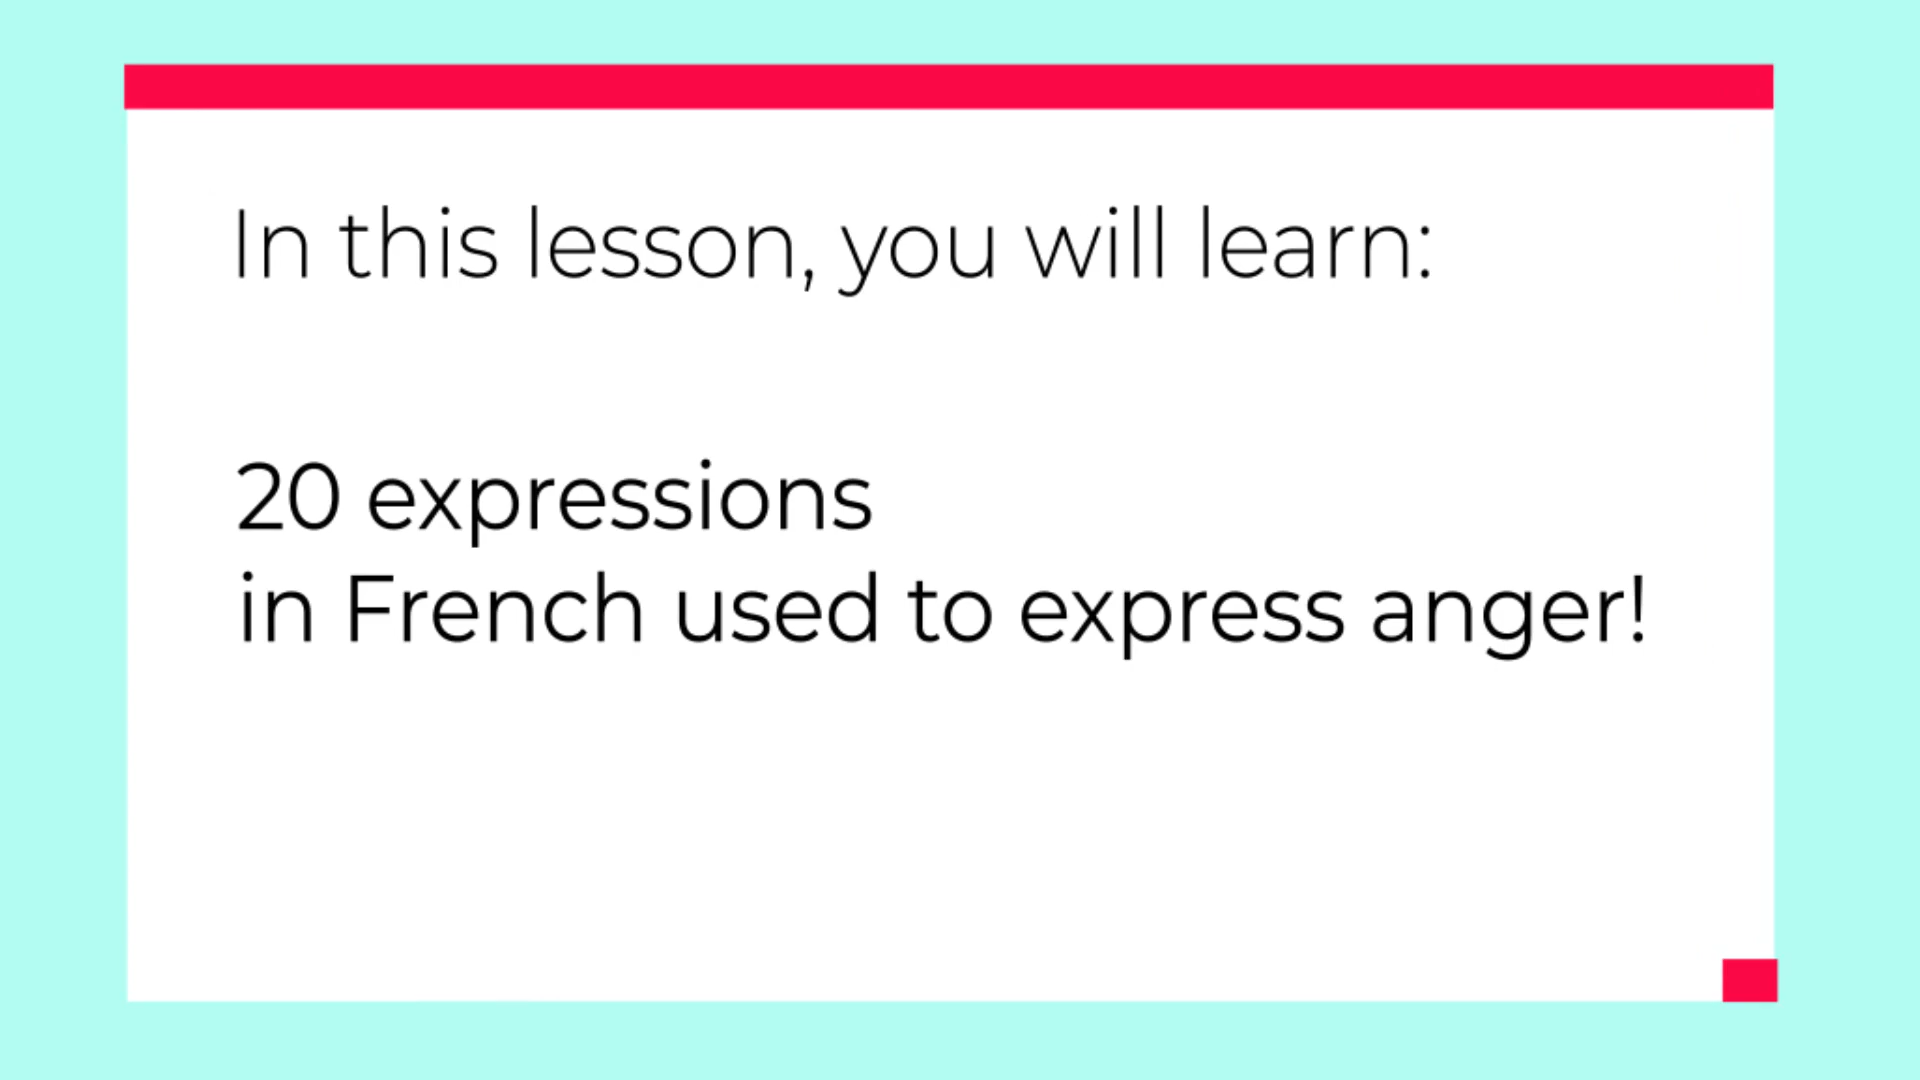 In this lesson, you will learn:
20 expressions
in French used to express anger!